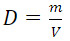 D = m/V